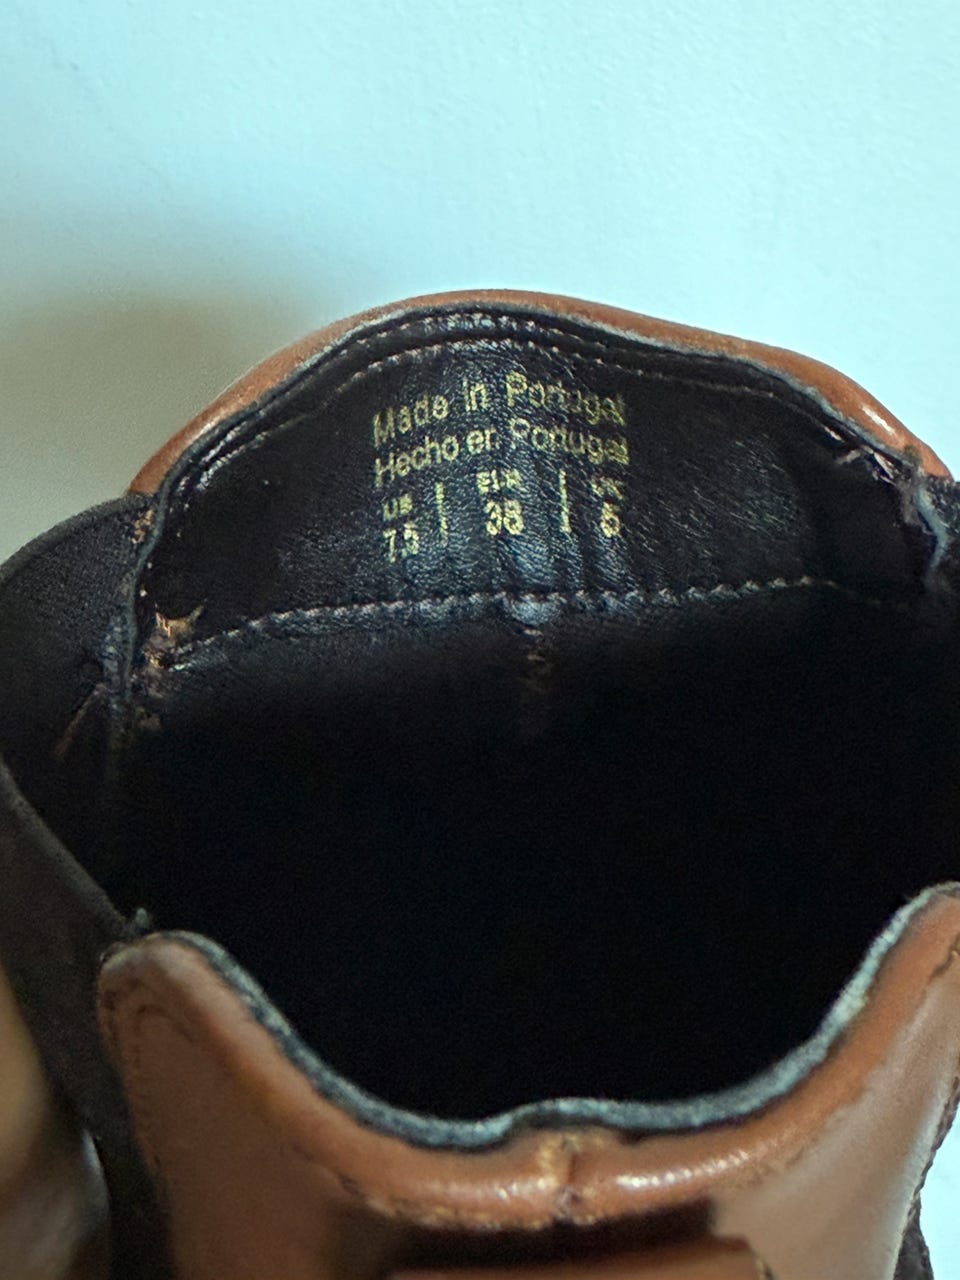 Made in Portugal
Hecho en Portugal
US | EUR | UK
7,5 | 38 | 5